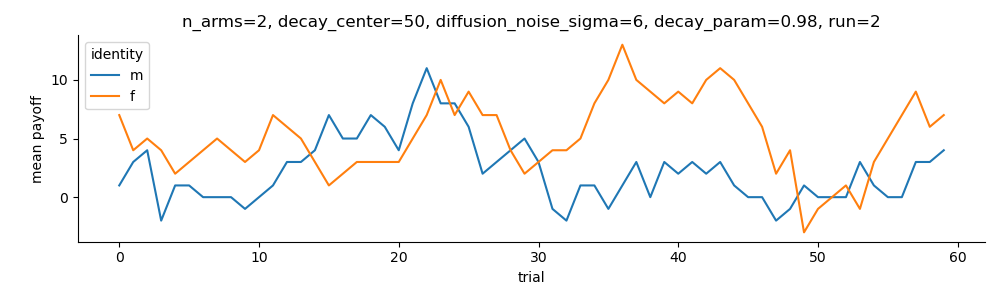 n_arms=2, decay_center=50, diffusion_noise_sigma=6, decay_param=0.98, run=2
identity
m
f
mean payoff
10
5
0
0
10
20
30
40
50
60
trial